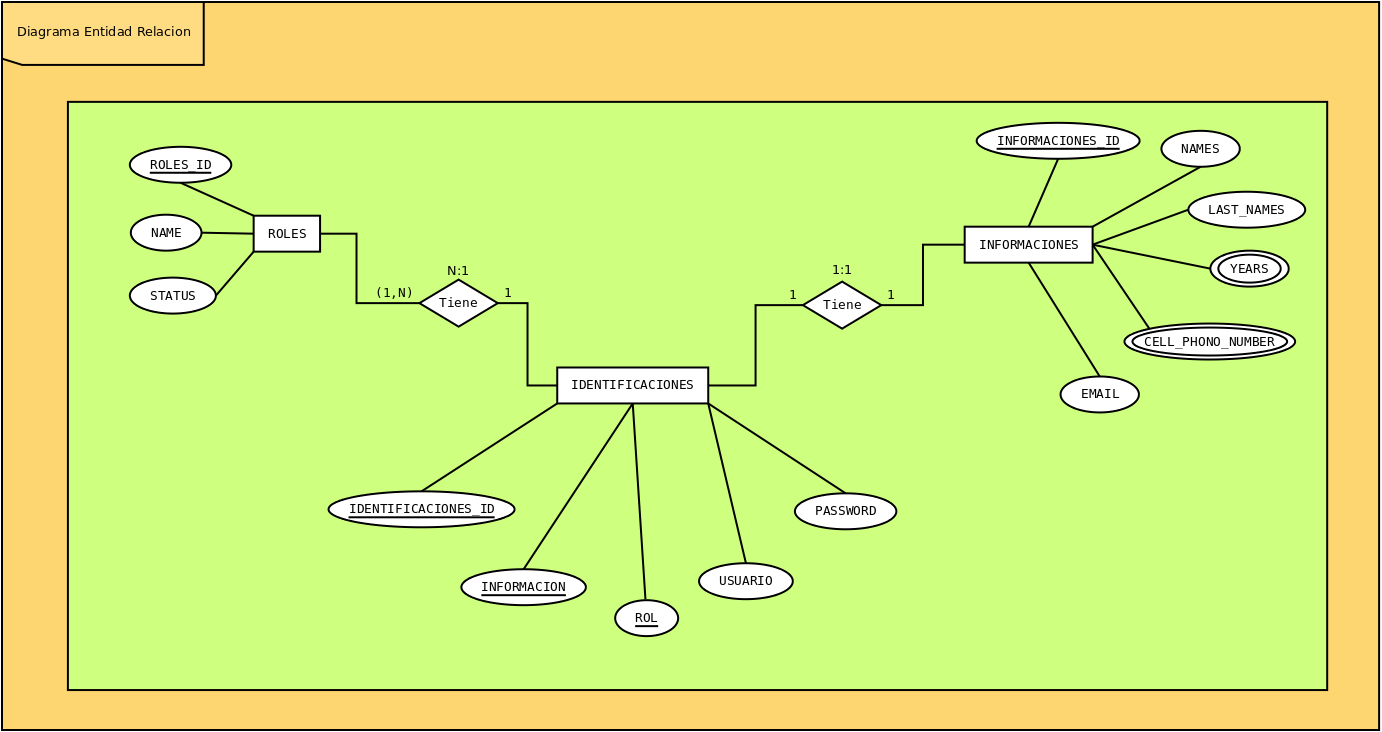 Diagrama Entidad Relacion
ROLES_ID
NAME
STATUS
ROLES
(1,N)
N:1
Tiene
1
IDENTIFICACIONES
1
1:1
Tiene
1
INFORMACIONES
INFORMACIONES_ID
NAMES
LAST_NAMES
YEARS
CELL_PHONO_NUMBER
EMAIL
IDENTIFICACIONES_ID
INFORMACION
ROL
USUARIO
PASSWORD